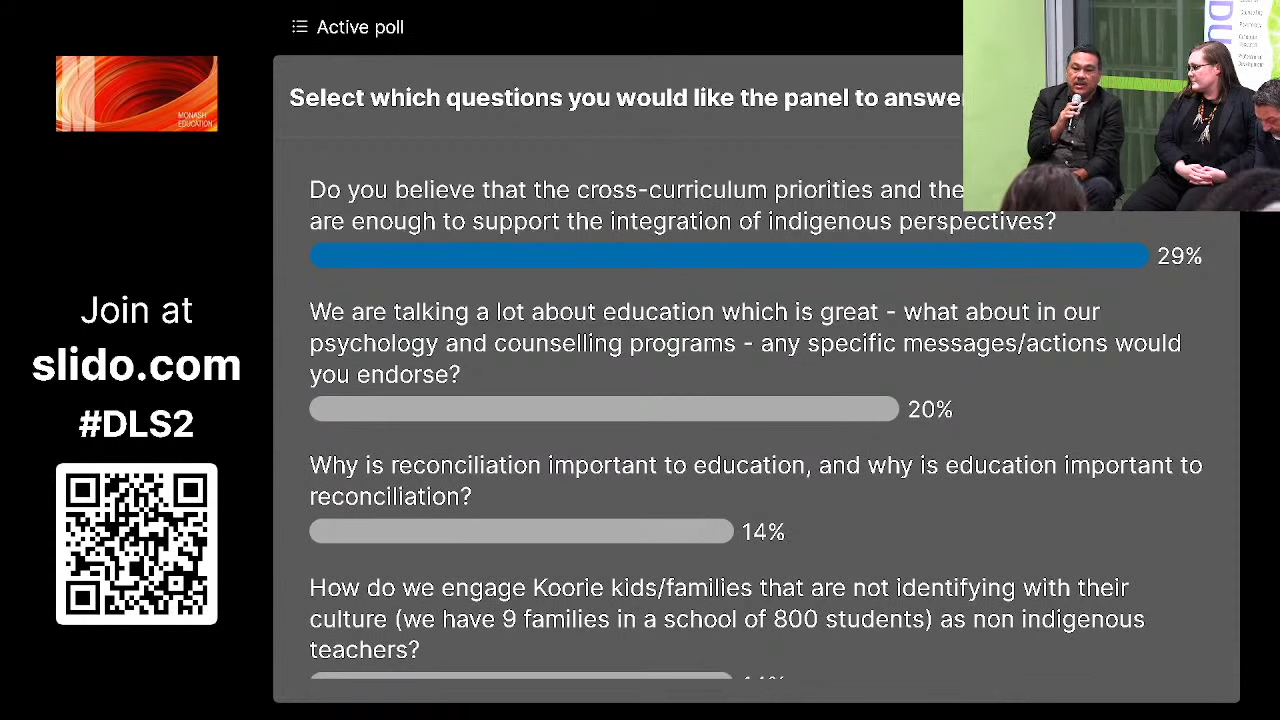 Active poll
MONASH
EDUCATION
Select which questions you would like the panel to answer
Do you believe that the cross-curriculum priorities and the
are enough to support the integration of indigenous perspectives?
29%
We are talking a lot about education which is great - what about in our
psychology and counselling programs - any specific messages/actions would
you endorse?
20%
Join at
slido.com
#DLS2
Why is reconciliation important to education, and why is education important to
reconciliation?
14%
How do we engage Koorie kids/families that are not identifying with their
culture (we have 9 families in a school of 800 students) as non indigenous
teachers?
14%